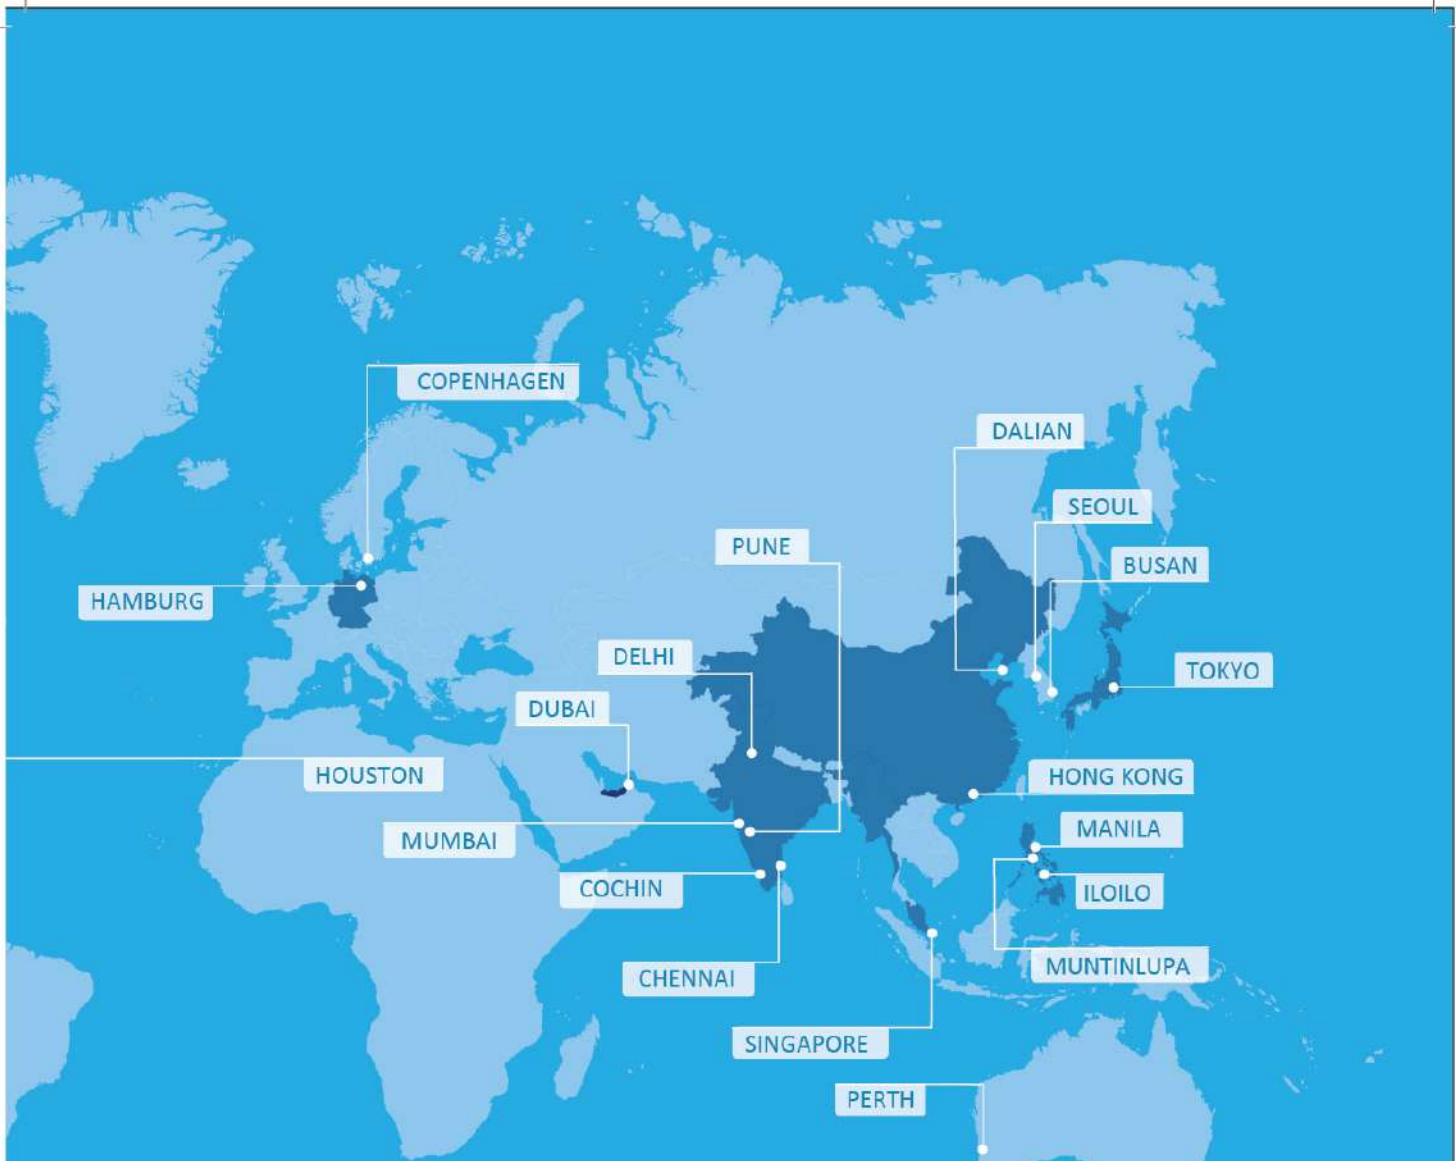 COPENHAGEN
DALIAN
SEOUL
PUNE
BUSAN
HAMBURG
DELHI
TOKYO
DUBAI
HOUSTON
HONG KONG
MANILA
MUMBAI
COCHIN
ILOILO
MUNTINLUPA
CHENNAI
SINGAPORE
PERTH